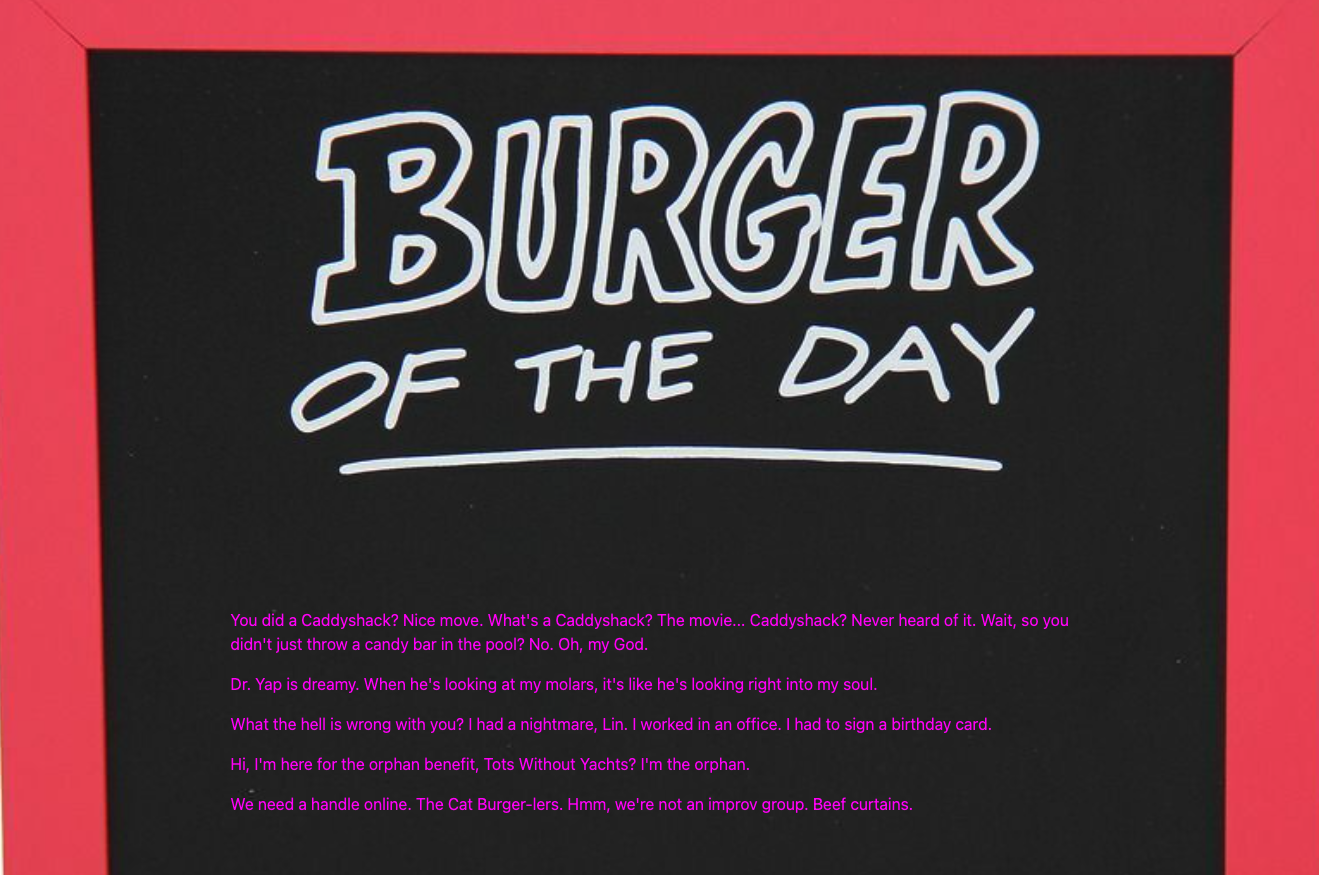 BURGER
OF THE DAY
You did a Caddyshack? Nice move. What's a Caddyshack? The movie... Caddyshack? Never heard of it. Wait, so you
didn't just throw a candy bar in the pool? No. Oh, my God.
Dr. Yap is dreamy. When he's looking at my molars, it's like he's looking right into my soul.
What the hell is wrong with you? I had a nightmare, Lin. I worked in an office. I had to sign a birthday card.
Hi, I'm here for the orphan benefit, Tots Without Yachts? I'm the orphan.
We need a handle online. The Cat Burger-lers. Hmm, we're not an improv group. Beef curtains.